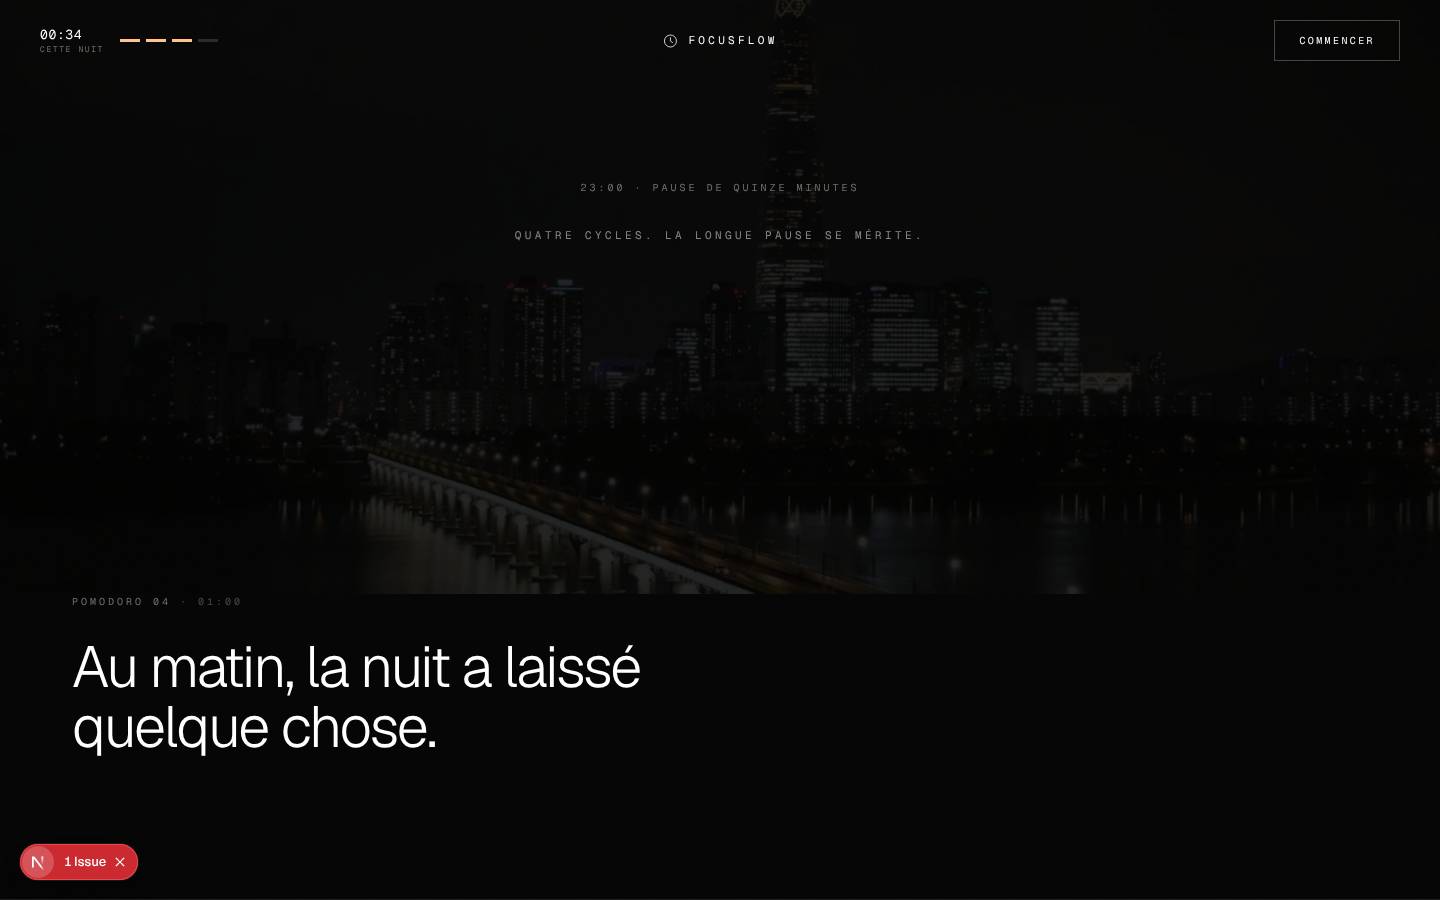 00:34
CETTE NUIT
FOCUSFLOW
COMMENCER
23:00 · PAUSE DE QUINZE MINUTES
QUATRE CYCLES. LA LONGUE PAUSE SE MÉRITE.
POMODORO 04 · 01:00
Au matin, la nuit a laissé
quelque chose.
N
1 Issue